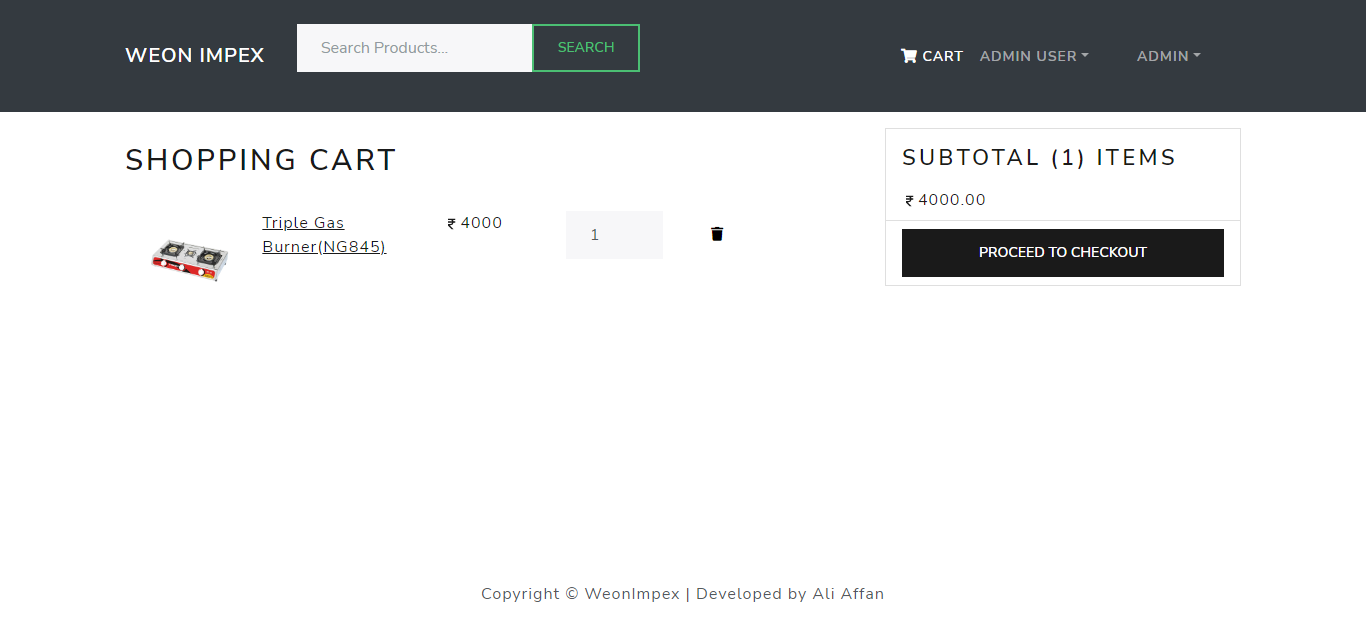 WEON IMPEX
Search Products...
SEARCH
CART
ADMIN USER
ADMIN
SHOPPING CART
Triple Gas
Burner(NG845)
₹ 4000
1
SUBTOTAL (1) ITEMS
₹ 4000.00
PROCEED TO CHECKOUT
Copyright © WeonImpex | Developed by Ali Affan